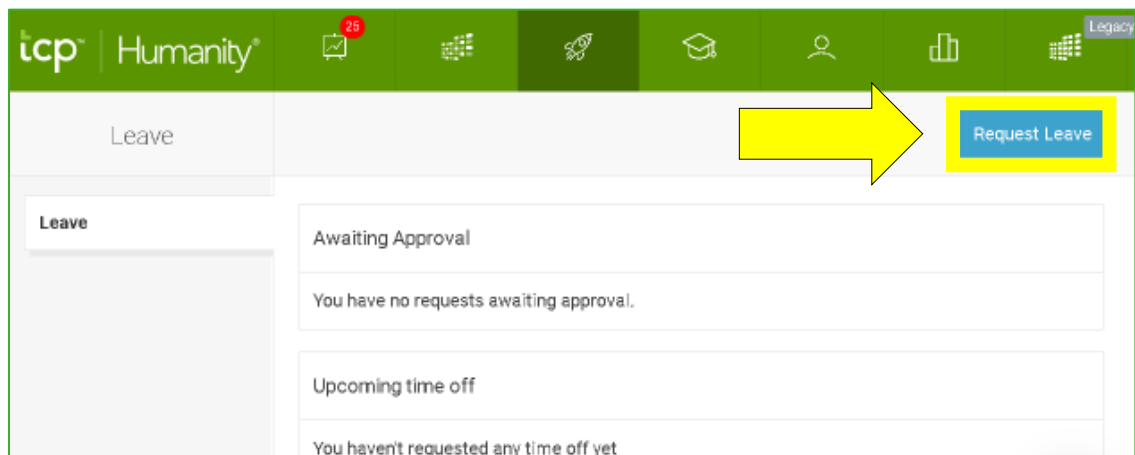 25
Legacy
tcp™ | Humanity®
Leave
Request Leave
Leave
Awaiting Approval
You have no requests awaiting approval.
Upcoming time off
You haven't requested any time off yet